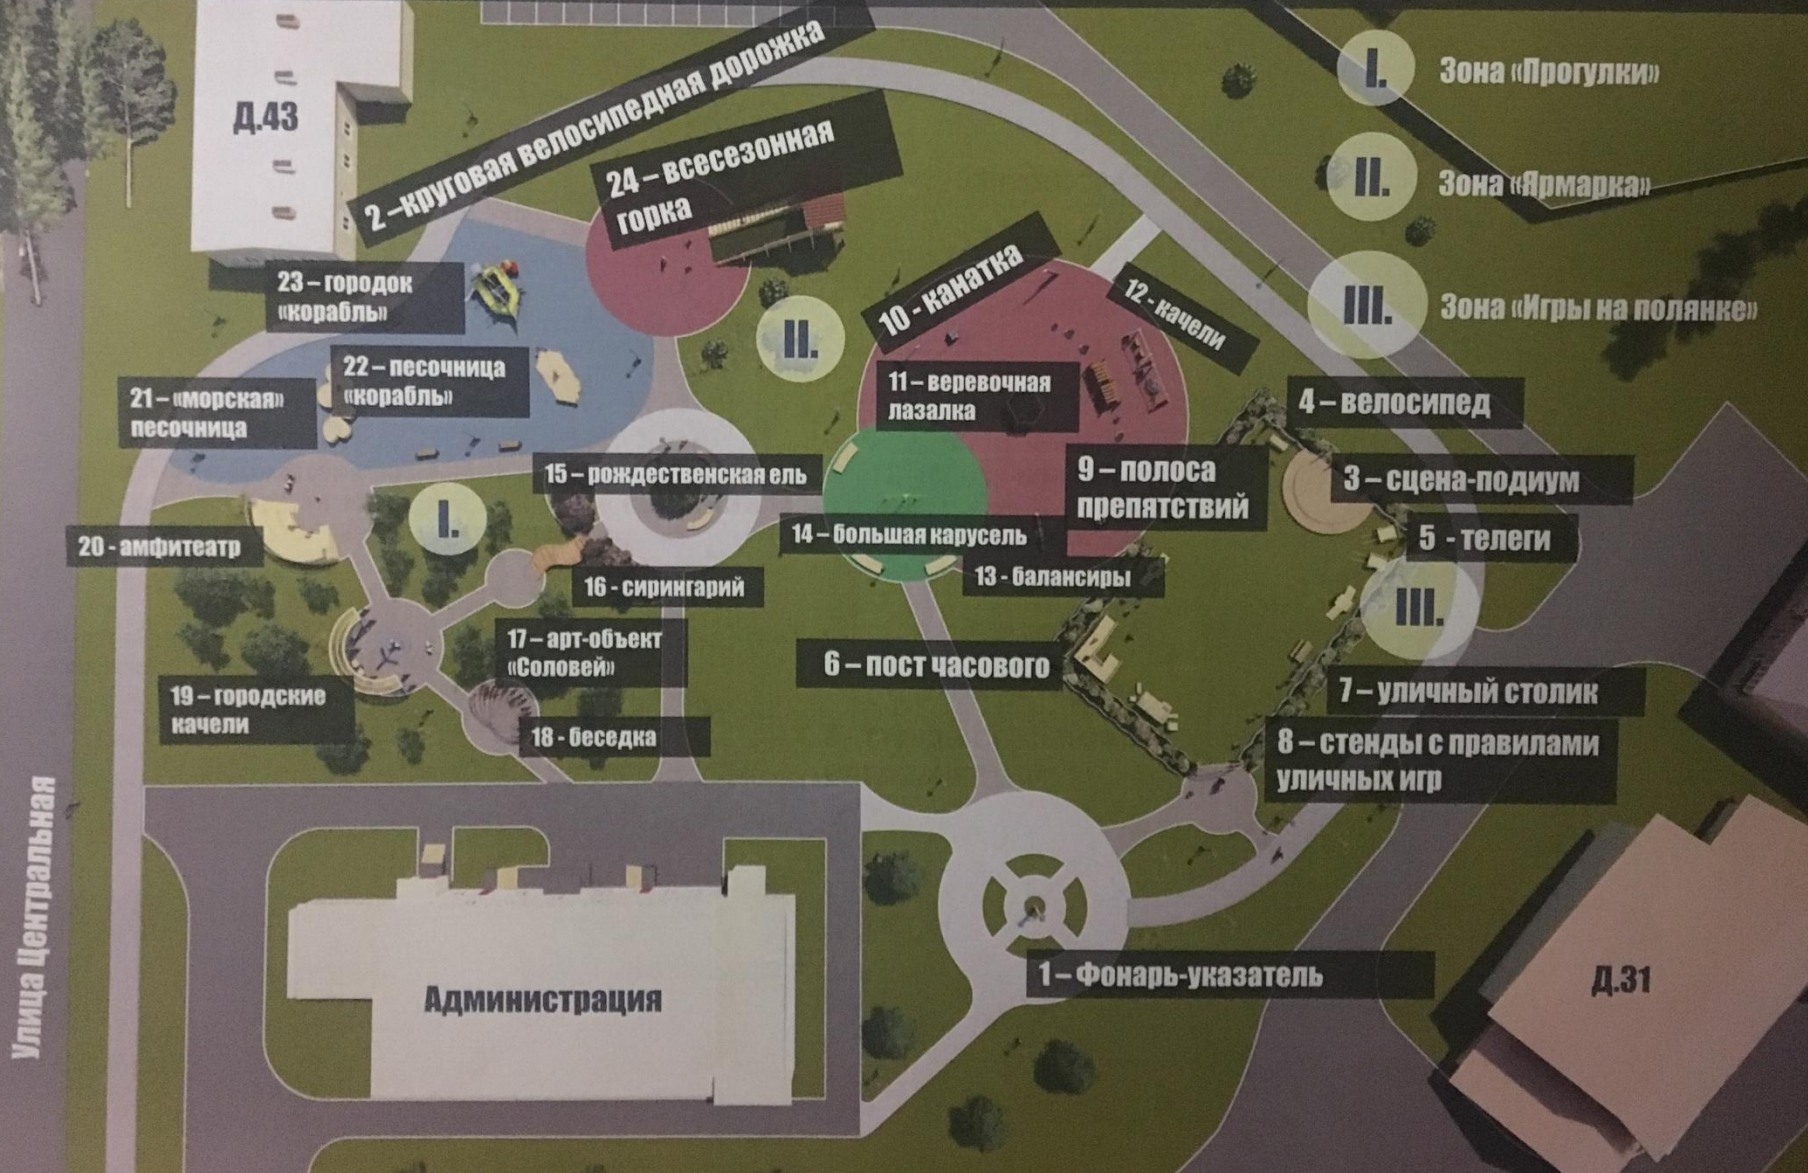 I.
Зона «Прогулки»
II.
Зона «Ярмарка»
III.
Зона «Игры на полянке»
Д.43
2 –круговая велосипедная дорожка
24 – всесезонная
горка
23 – городок
«корабль»
10 - канатка
12 - качели
II.
22 – песочница
«корабль»
21 – «морская»
песочница
11 – веревочная
лазалка
4 – велосипед
15 – рождественская ель
9 – полоса
препятствий
3 – сцена-подиум
I.
14 – большая карусель
5 - телеги
20 - амфитеатр
16 - сирингарий
13 - балансиры
III.
17 – арт-объект
«Соловей»
6 – пост часового
19 – городские
качели
7 – уличный столик
18 - беседка
8 – стенды с правилами
уличных игр
Улица Центральная
1 – Фонарь-указатель
Администрация
Д.31